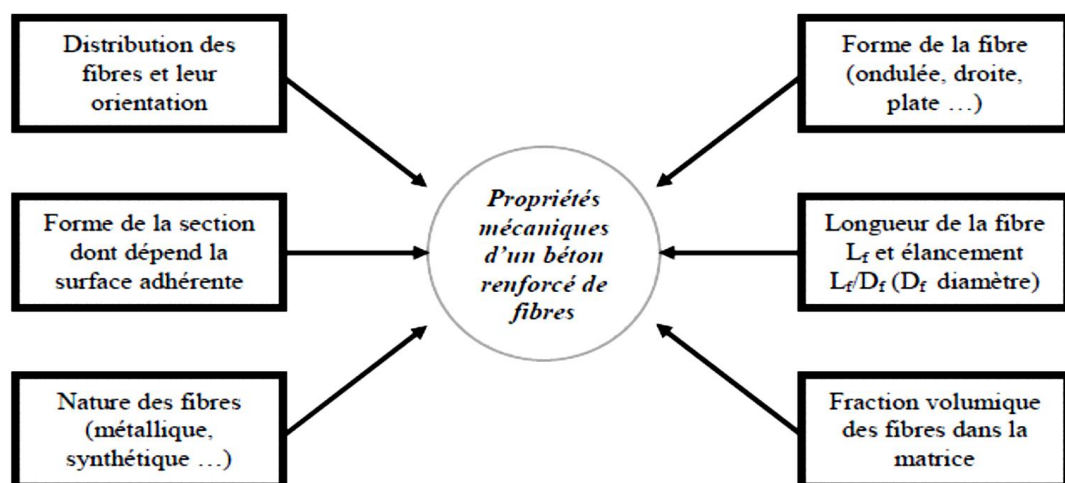 Distribution des
fibres et leur
orientation
Forme de la section
dont dépend la
surface adhérente
Nature des fibres
(métallique,
synthétique …)
Propriétés
mécaniques
d’un béton
renforcé de
fibres
Forme de la fibre
(ondulée, droite,
plate …)
Longueur de la fibre
Lf et élancement
Lf/Df (Df diamètre)
Fraction volumique
des fibres dans la
matrice